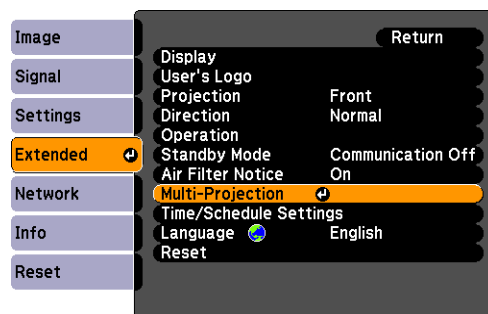 Image
Signal
Settings
Extended
Network
Info
Reset
Return
Display
User's Logo
Projection Front
Direction Normal
Operation
Standby Mode Communication Off
Air Filter Notice On
Multi-Projection
Time/Schedule Settings
Language English
Reset